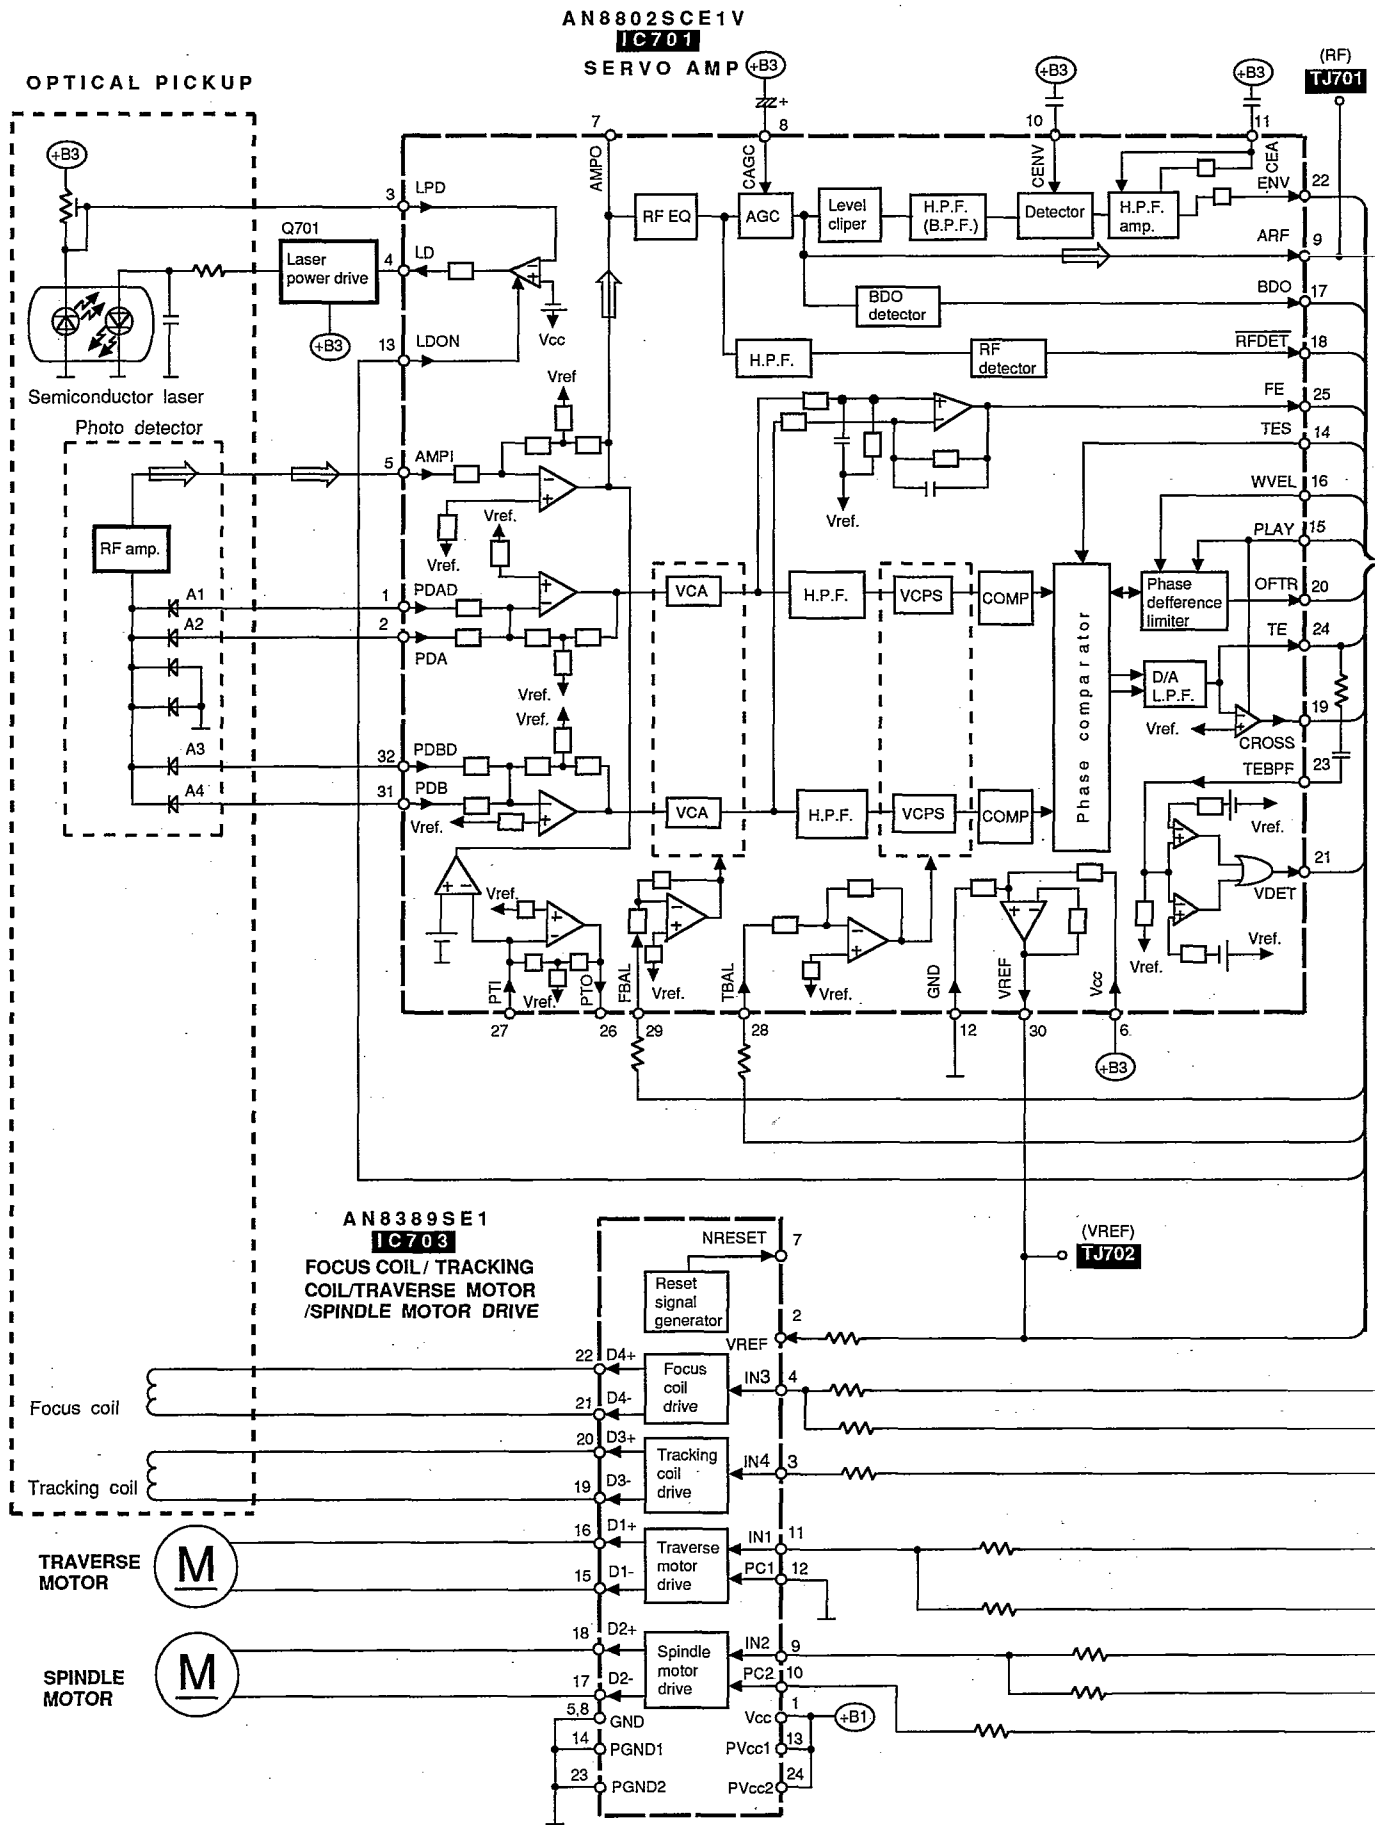 AN8802SCE1V
IC701
SERVO AMP
+B3
+B3
+B3
(RF)
TJ701
OPTICAL PICKUP
7
8
10
11
+B3
AMPO
CAGC
CENV
CEA
3
LPD
ENV
22
RF EQ
AGC
Level
cliper
H.P.F.
(B.P.F.)
Detector
H.P.F.
amp.
Q701
Laser
power drive
4
LD
ARF
9
BDO
detector
BDO
17
+B3
Vcc
13
LDON
RFDET
18
H.P.F.
RF
detector
Semiconductor laser
Vref
FE
25
Photo detector
TES
14
5
AMPI
WVEL
16
Vref.
Vref.
Vref.
PLAY
15
RF amp.
1
PDAD
VCA
H.P.F.
VCPS
COMP
Phase comparator
Phase
defference
limiter
OFTR
20
A1
A2
2
PDA
TE
24
D/A
L.P.F.
Vref.
Vref.
Vref.
19
CROSS
A3
32
PDBD
TEBPF
23
A4
31
PDB
Vref.
VCA
H.P.F.
VCPS
COMP
Vref.
21
VDET
Vref.
Vref.
Vref.
Vref.
Vref.
Vref.
PTI
PTO
FBAL
TBAL
GND
VREF
Vcc
27
26
29
28
12
30
6
+B3
AN8389SE1
IC703
FOCUS COIL/ TRACKING
COIL/TRAVERSE MOTOR
/SPINDLE MOTOR DRIVE
NRESET
7
(VREF)
TJ702
Reset
signal
generator
2
VREF
22
D4+
Focus
coil
drive
IN3
4
Focus coil
21
D4-
20
D3+
Tracking
coil
drive
IN4
3
Tracking coil
19
D3-
TRAVERSE
MOTOR
M
16
D1+
Traverse
motor
drive
IN1
11
PC1
12
15
D1-
SPINDLE
MOTOR
M
18
D2+
Spindle
motor
drive
IN2
9
PC2
10
17
D2-
5,8
GND
Vcc
1
+B1
14
PGND1
PVcc1
13
23
PGND2
PVcc2
24